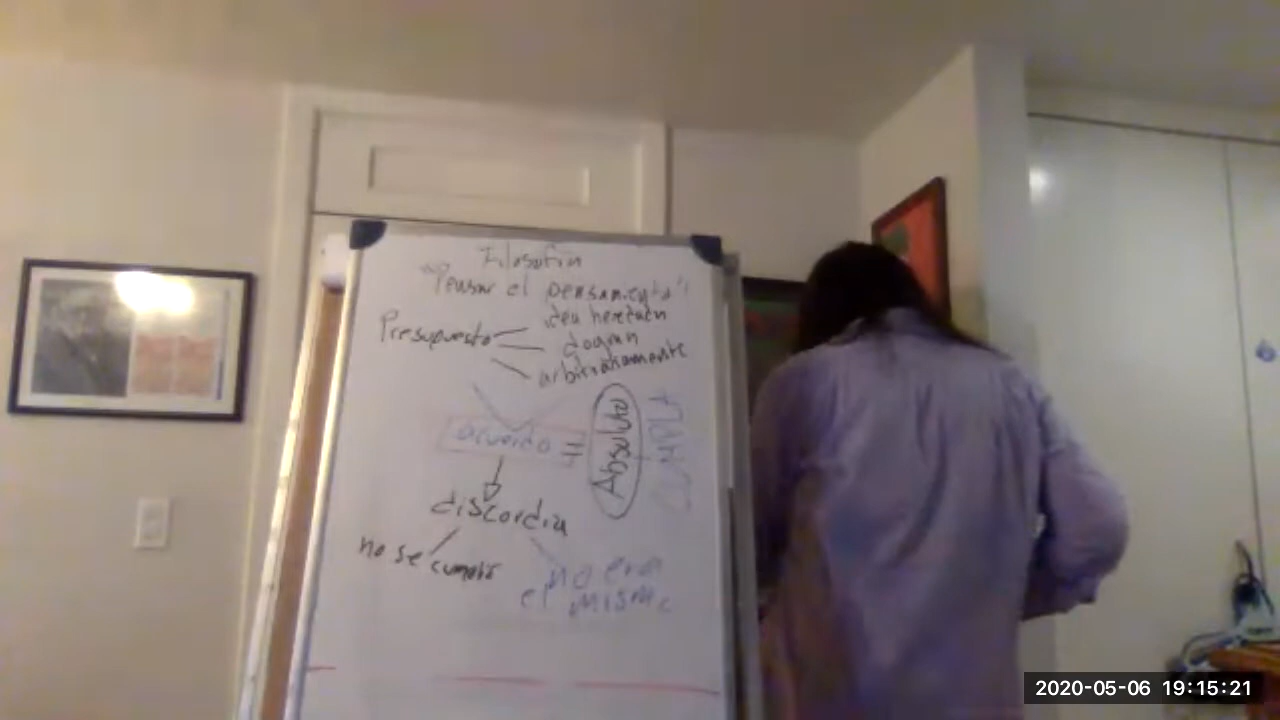 Filosofía
"Pensar el pensamiento"
Presupuesto
idea heredada
dogma
arbitrariamente
acuerdo = Absoluto
discordia
no se cumplió
no era
el mismo
2020-05-06 19:15:21